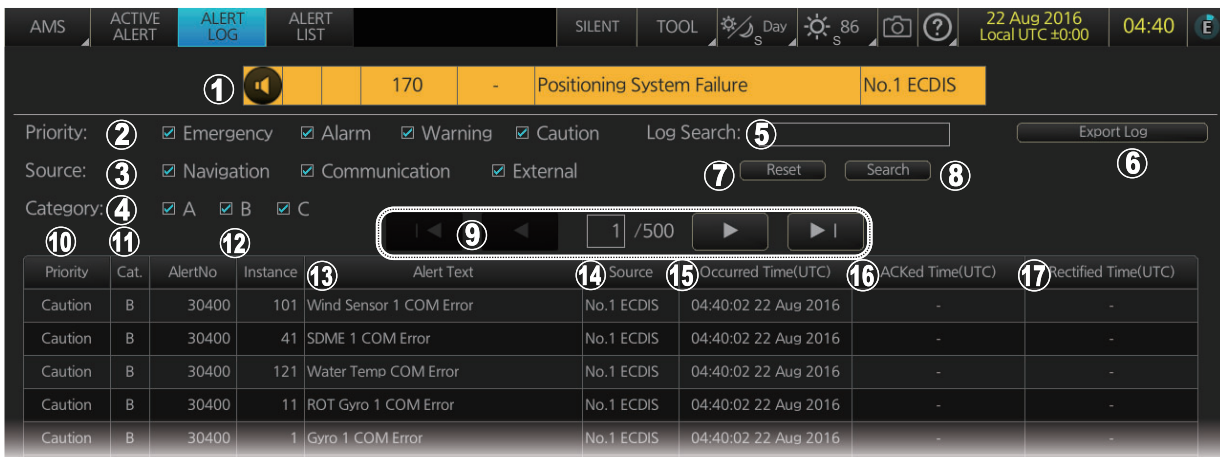 AMS ACTIVE ALERT ALERT LOG ALERT LIST SILENT TOOL S Day S 86 ? 22 Aug 2016 Local UTC ±0:00 04:40 E
1 170 - Positioning System Failure No.1 ECDIS
Priority: 2 Emergency Alarm Warning Caution Log Search: 5 Export Log
Source: 3 Navigation Communication External 7 Reset Search 8 6
Category: 4 A B C
9 1 /500
10 11 12
Priority Cat. AlertNo Instance 13 Alert Text 14 Source 15 Occurred Time(UTC) 16 ACKed Time(UTC) 17 Rectified Time(UTC)
Caution B 30400 101 Wind Sensor 1 COM Error No.1 ECDIS 04:40:02 22 Aug 2016 - -
Caution B 30400 41 SDME 1 COM Error No.1 ECDIS 04:40:02 22 Aug 2016 - -
Caution B 30400 121 Water Temp COM Error No.1 ECDIS 04:40:02 22 Aug 2016 - -
Caution B 30400 11 ROT Gyro 1 COM Error No.1 ECDIS 04:40:02 22 Aug 2016 - -
Caution B 30400 1 Gyro 1 COM Error No.1 ECDIS 04:40:02 22 Aug 2016 - -